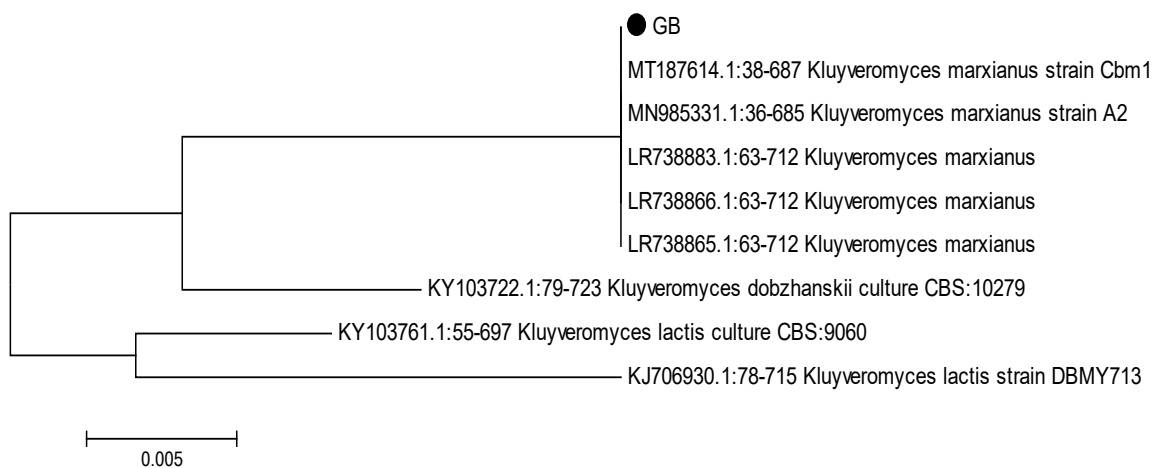 GB
MT187614.1:38-687 Kluyveromyces marxianus strain Cbm1
MN985331.1:36-685 Kluyveromyces marxianus strain A2
LR738883.1:63-712 Kluyveromyces marxianus
LR738866.1:63-712 Kluyveromyces marxianus
LR738865.1:63-712 Kluyveromyces marxianus
KY103722.1:79-723 Kluyveromyces dobzhanskii culture CBS:10279
KY103761.1:55-697 Kluyveromyces lactis culture CBS:9060
KJ706930.1:78-715 Kluyveromyces lactis strain DBMY713
0.005